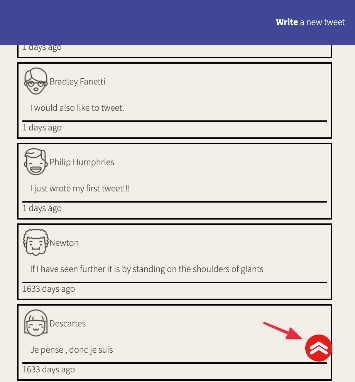 Write a new tweet
1 days ago
Bradley Fanetti
I would also like to tweet.
1 days ago
Philip Humphries
I just wrote my first tweet!!!
1 days ago
Newton
If I have seen further it is by standing on the shoulders of giants
1633 days ago
Descartes
Je pense , donc je suis
1633 days ago